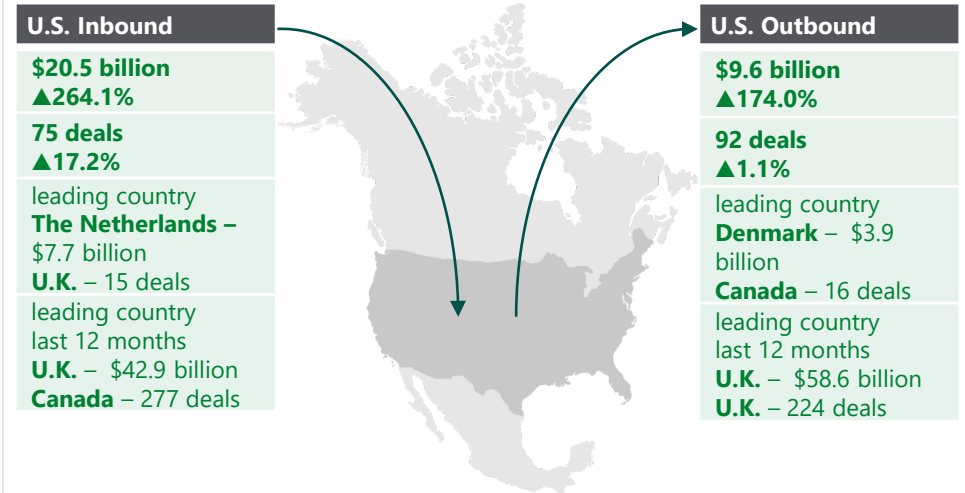 U.S. Inbound
$20.5 billion
▲264.1%
75 deals
▲17.2%
leading country
The Netherlands –
$7.7 billion
U.K. – 15 deals
leading country
last 12 months
U.K. – $42.9 billion
Canada – 277 deals
U.S. Outbound
$9.6 billion
▲174.0%
92 deals
▲1.1%
leading country
Denmark – $3.9
billion
Canada – 16 deals
leading country
last 12 months
U.K. – $58.6 billion
U.K. – 224 deals